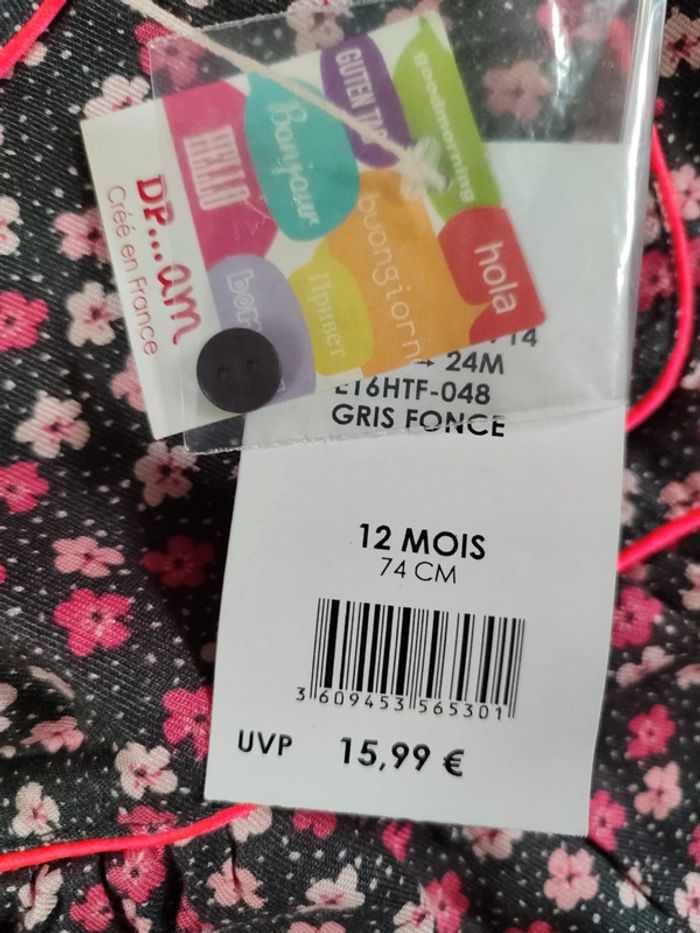 HELLO
Bonjour
GUTEN
goodmorning
buongiorn
Привет
hola
DP...am
Créé en France
14
→ 24M
E16HTF-048
GRIS FONCE
12 MOIS
74 CM
3 609453 565301
UVP 15,99 €